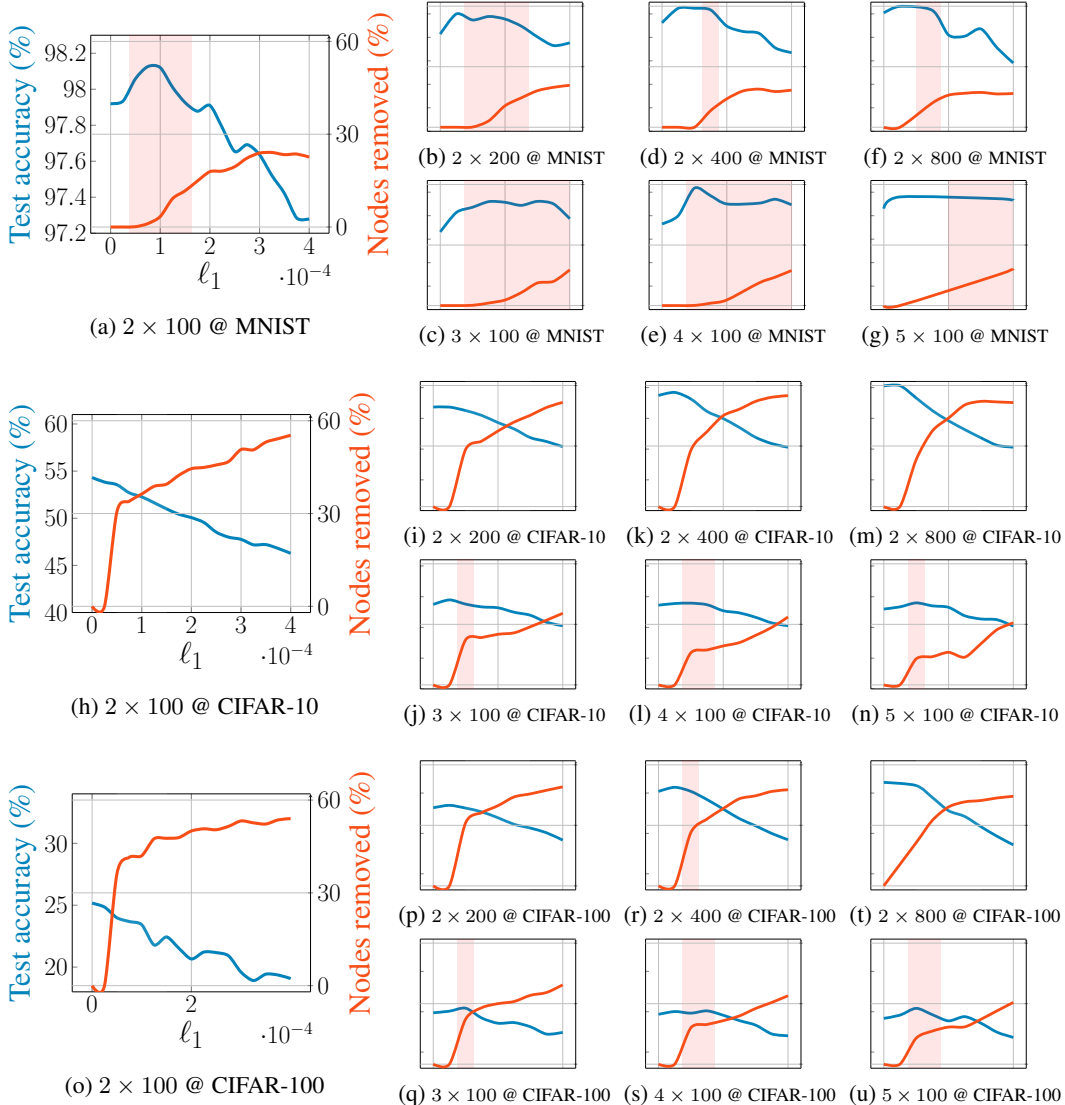 Test accuracy (%)
98.2
98
97.8
97.6
97.4
97.2
0
1
2
3
4
ℓ1
·10−4
60
30
0
Nodes removed (%)
(a) 2 × 100 @ MNIST
(b) 2 × 200 @ MNIST
(d) 2 × 400 @ MNIST
(f) 2 × 800 @ MNIST
(c) 3 × 100 @ MNIST
(e) 4 × 100 @ MNIST
(g) 5 × 100 @ MNIST
Test accuracy (%)
60
55
50
45
40
0
1
2
3
4
ℓ1
·10−4
60
30
0
Nodes removed (%)
(h) 2 × 100 @ CIFAR-10
(i) 2 × 200 @ CIFAR-10
(k) 2 × 400 @ CIFAR-10
(m) 2 × 800 @ CIFAR-10
(j) 3 × 100 @ CIFAR-10
(l) 4 × 100 @ CIFAR-10
(n) 5 × 100 @ CIFAR-10
Test accuracy (%)
30
25
20
0
2
ℓ1
·10−4
60
30
0
Nodes removed (%)
(o) 2 × 100 @ CIFAR-100
(p) 2 × 200 @ CIFAR-100
(r) 2 × 400 @ CIFAR-100
(t) 2 × 800 @ CIFAR-100
(q) 3 × 100 @ CIFAR-100
(s) 4 × 100 @ CIFAR-100
(u) 5 × 100 @ CIFAR-100